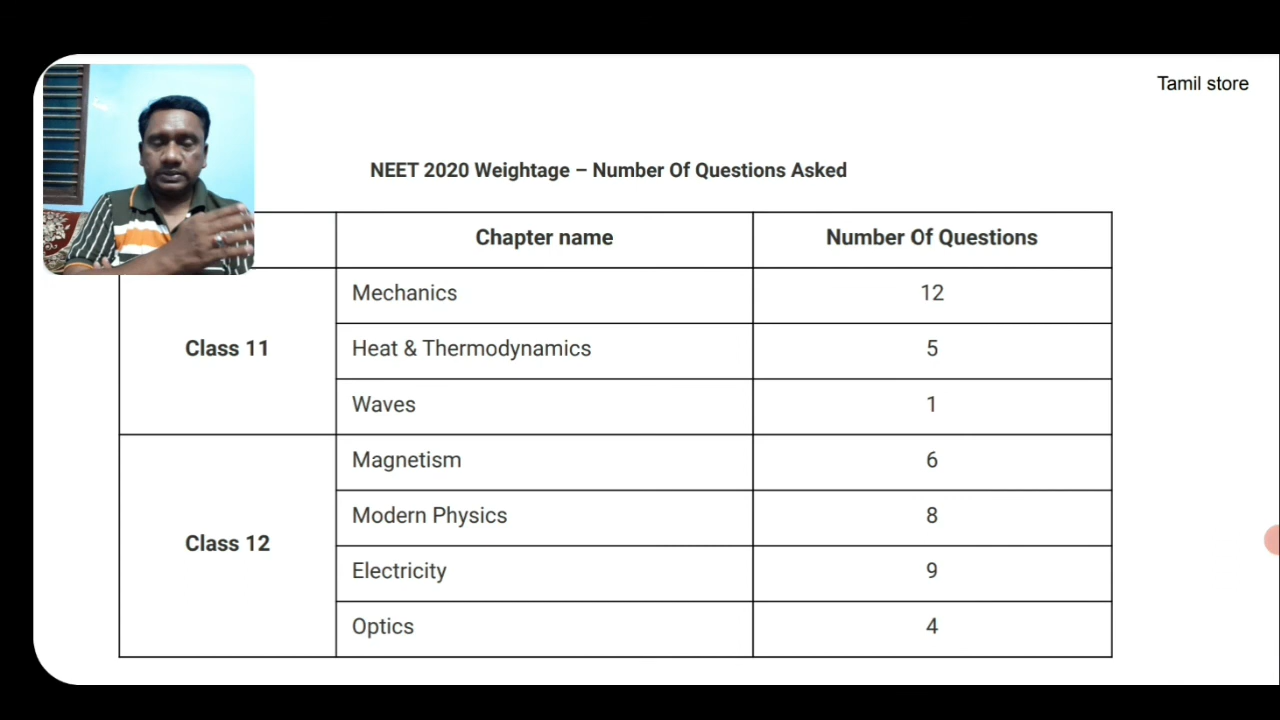 Tamil store
NEET 2020 Weightage – Number Of Questions Asked
Chapter name Number Of Questions
Class 11
Mechanics 12
Heat & Thermodynamics 5
Waves 1
Class 12
Magnetism 6
Modern Physics 8
Electricity 9
Optics 4